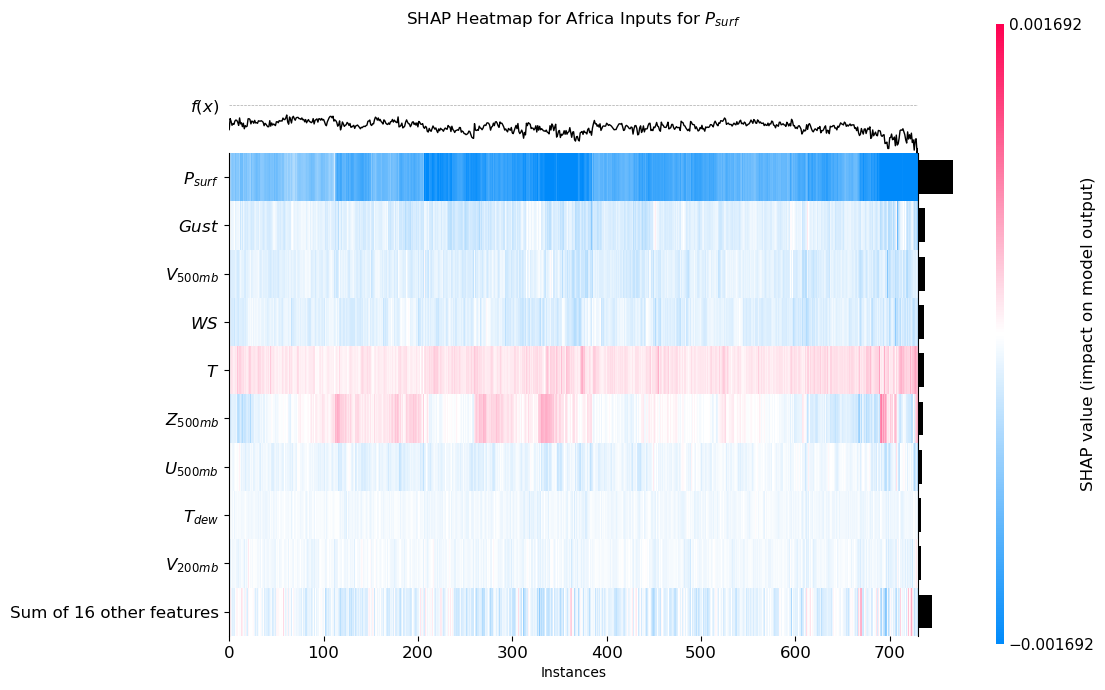 SHAP Heatmap for Africa Inputs for P_surf
0.001692
f(x)
P_surf
Gust
V_500mb
WS
T
Z_500mb
U_500mb
T_dew
V_200mb
Sum of 16 other features
0 100 200 300 400 500 600 700
Instances
−0.001692
SHAP value (impact on model output)